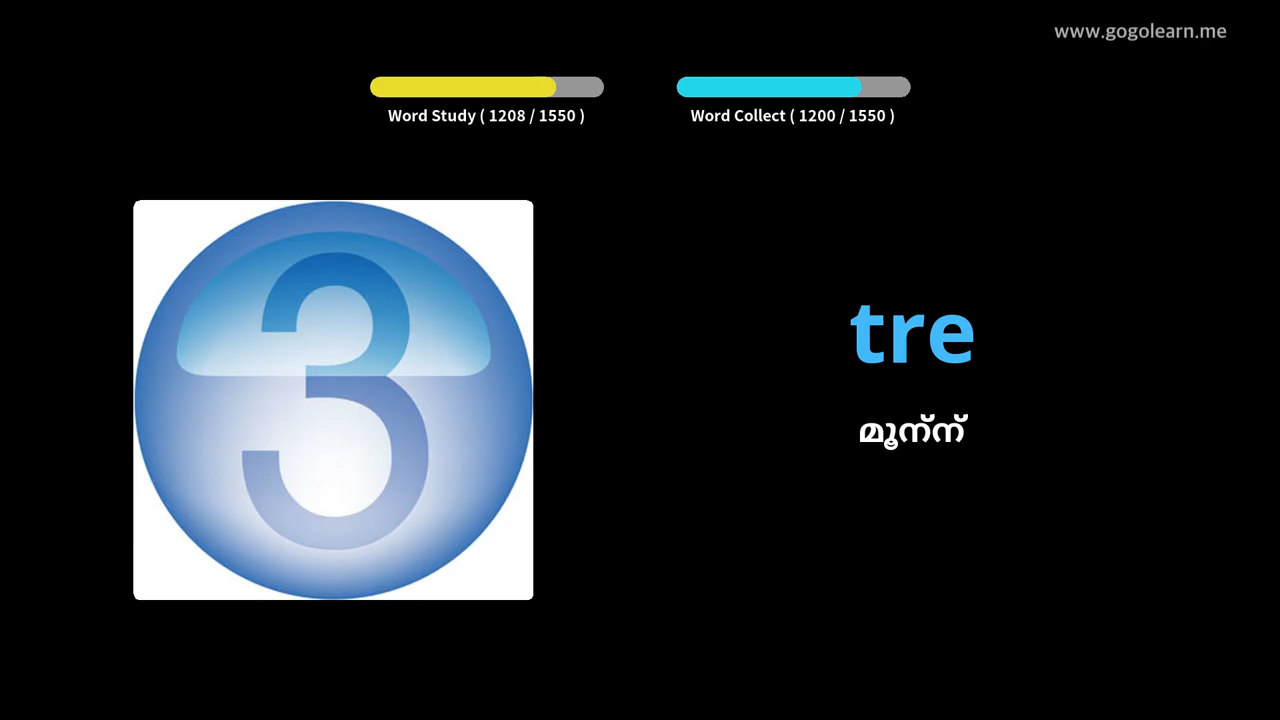 www.gogolearn.me
Word Study ( 1208 / 1550 )
Word Collect ( 1200 / 1550 )
3
tre
മൂന്ന്